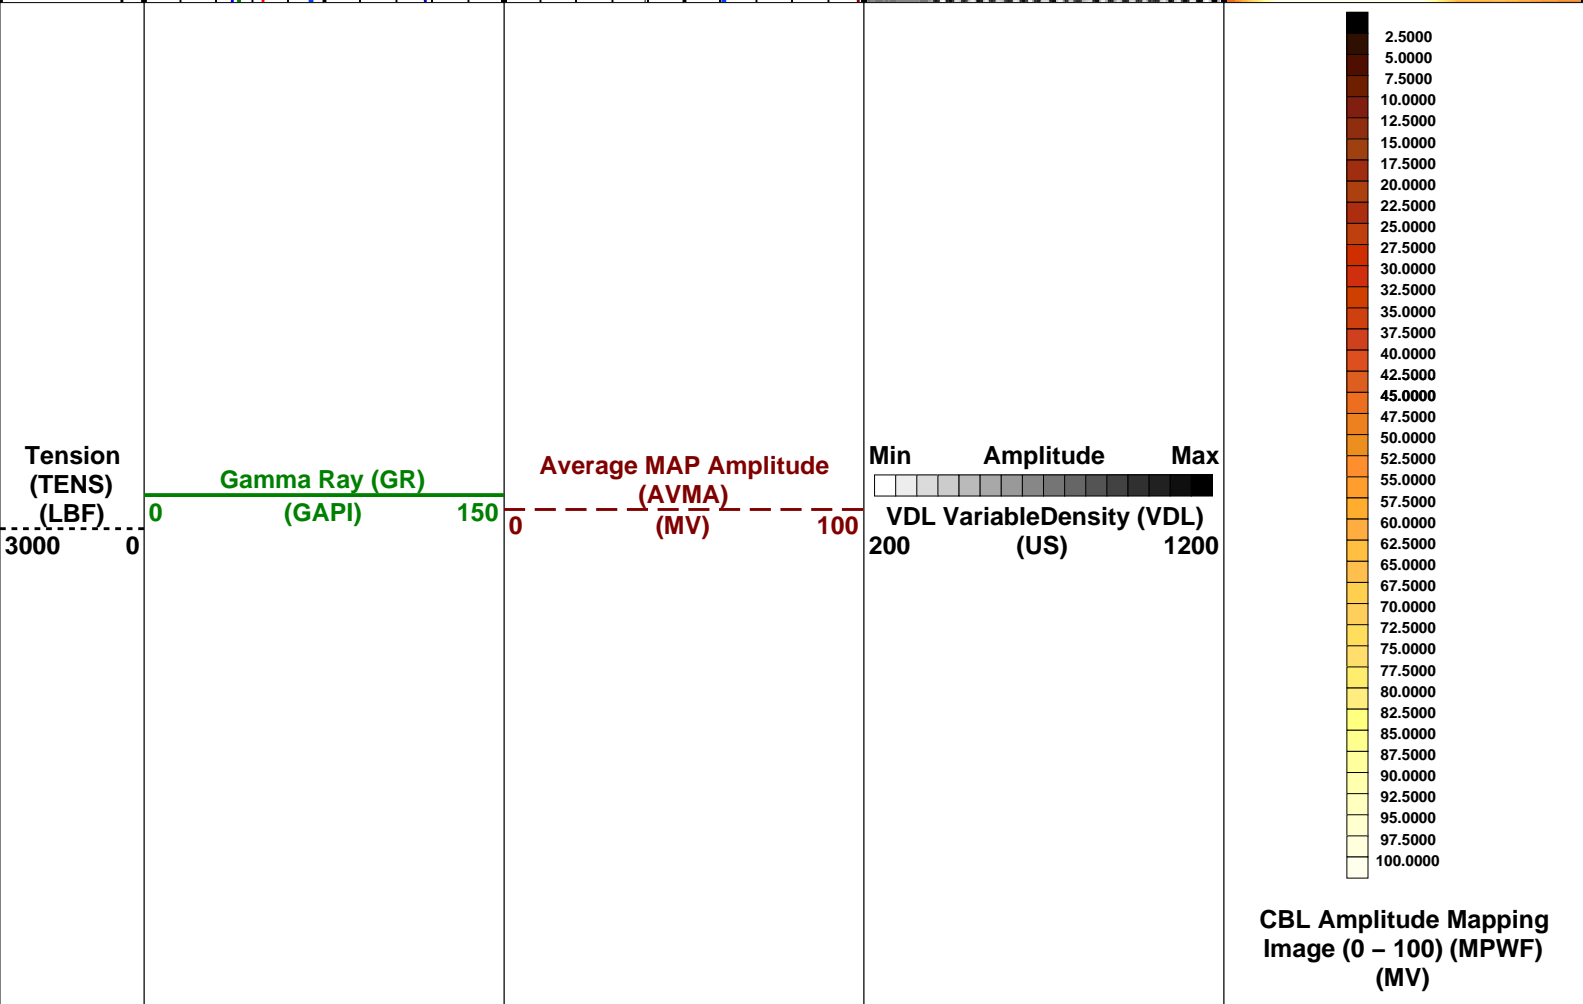 Tension
(TENS)
(LBF)
3000 0
Gamma Ray (GR)
0 (GAPI) 150
Average MAP Amplitude
(AVMA)
0 (MV) 100
Min Amplitude Max
VDL VariableDensity (VDL)
200 (US) 1200
2.5000
5.0000
7.5000
10.0000
12.5000
15.0000
17.5000
20.0000
22.5000
25.0000
27.5000
30.0000
32.5000
35.0000
37.5000
40.0000
42.5000
45.0000
47.5000
50.0000
52.5000
55.0000
57.5000
60.0000
62.5000
65.0000
67.5000
70.0000
72.5000
75.0000
77.5000
80.0000
82.5000
85.0000
87.5000
90.0000
92.5000
95.0000
97.5000
100.0000
CBL Amplitude Mapping
Image (0 – 100) (MPWF)
(MV)